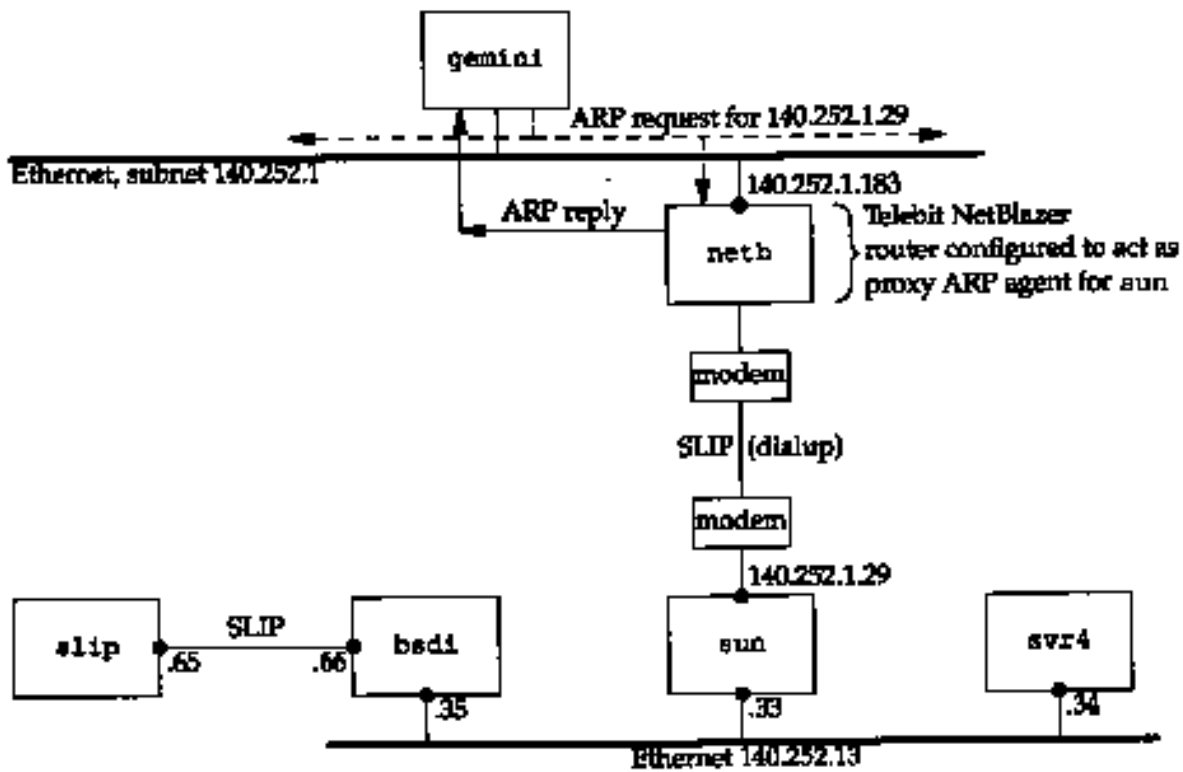 gemini
ARP request for 140.252.1.29
Ethernet, subnet 140.252.1
140.252.1.183
ARP reply
netb
Telebit NetBlazer
router configured to act as
proxy ARP agent for sun
modem
SLIP (dialup)
modem
140.252.1.29
slip
SLIP
.65
.66
bsdi
sun
svr4
.35
.33
.34
Ethernet 140.252.13